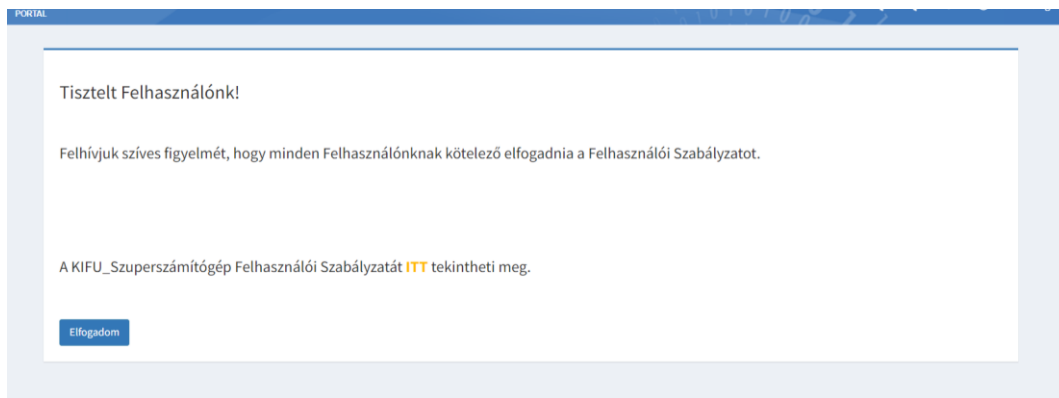 PORTAL
Tisztelt Felhasználónk!
Felhívjuk szíves figyelmét, hogy minden Felhasználónknak kötelező elfogadnia a Felhasználói Szabályzatot.
A KIFU_Szuperszámítógép Felhasználói Szabályzatát ITT tekintheti meg.
Elfogadom